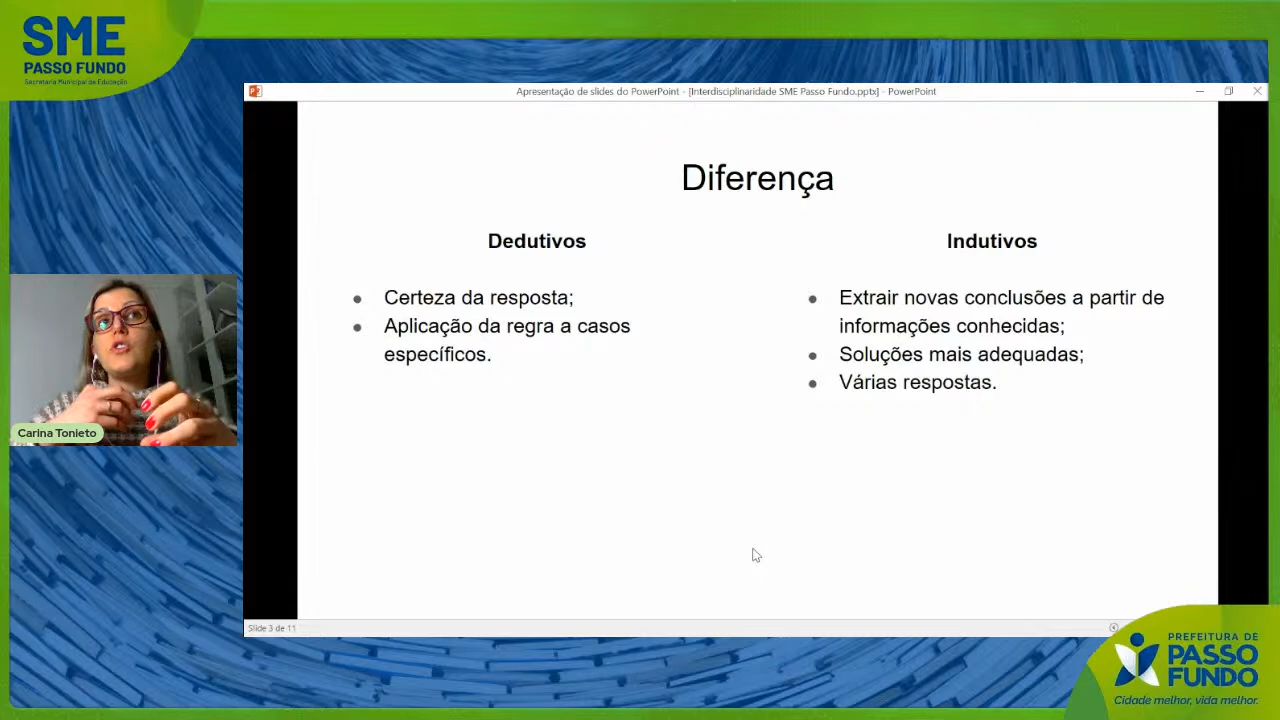 SME
PASSO FUNDO
Secretaria Municipal de Educação
Apresentação de slides do PowerPoint - [Interdisciplinaridade SME Passo Fundo.pptx] - PowerPoint
Diferença
Dedutivos
Certeza da resposta;
Aplicação da regra a casos
específicos.
Indutivos
Extrair novas conclusões a partir de
informações conhecidas;
Soluções mais adequadas;
Várias respostas.
Carina Tonieto
Slide 3 de 11
PREFEITURA DE
PASSO
FUNDO
Cidade melhor, vida melhor.